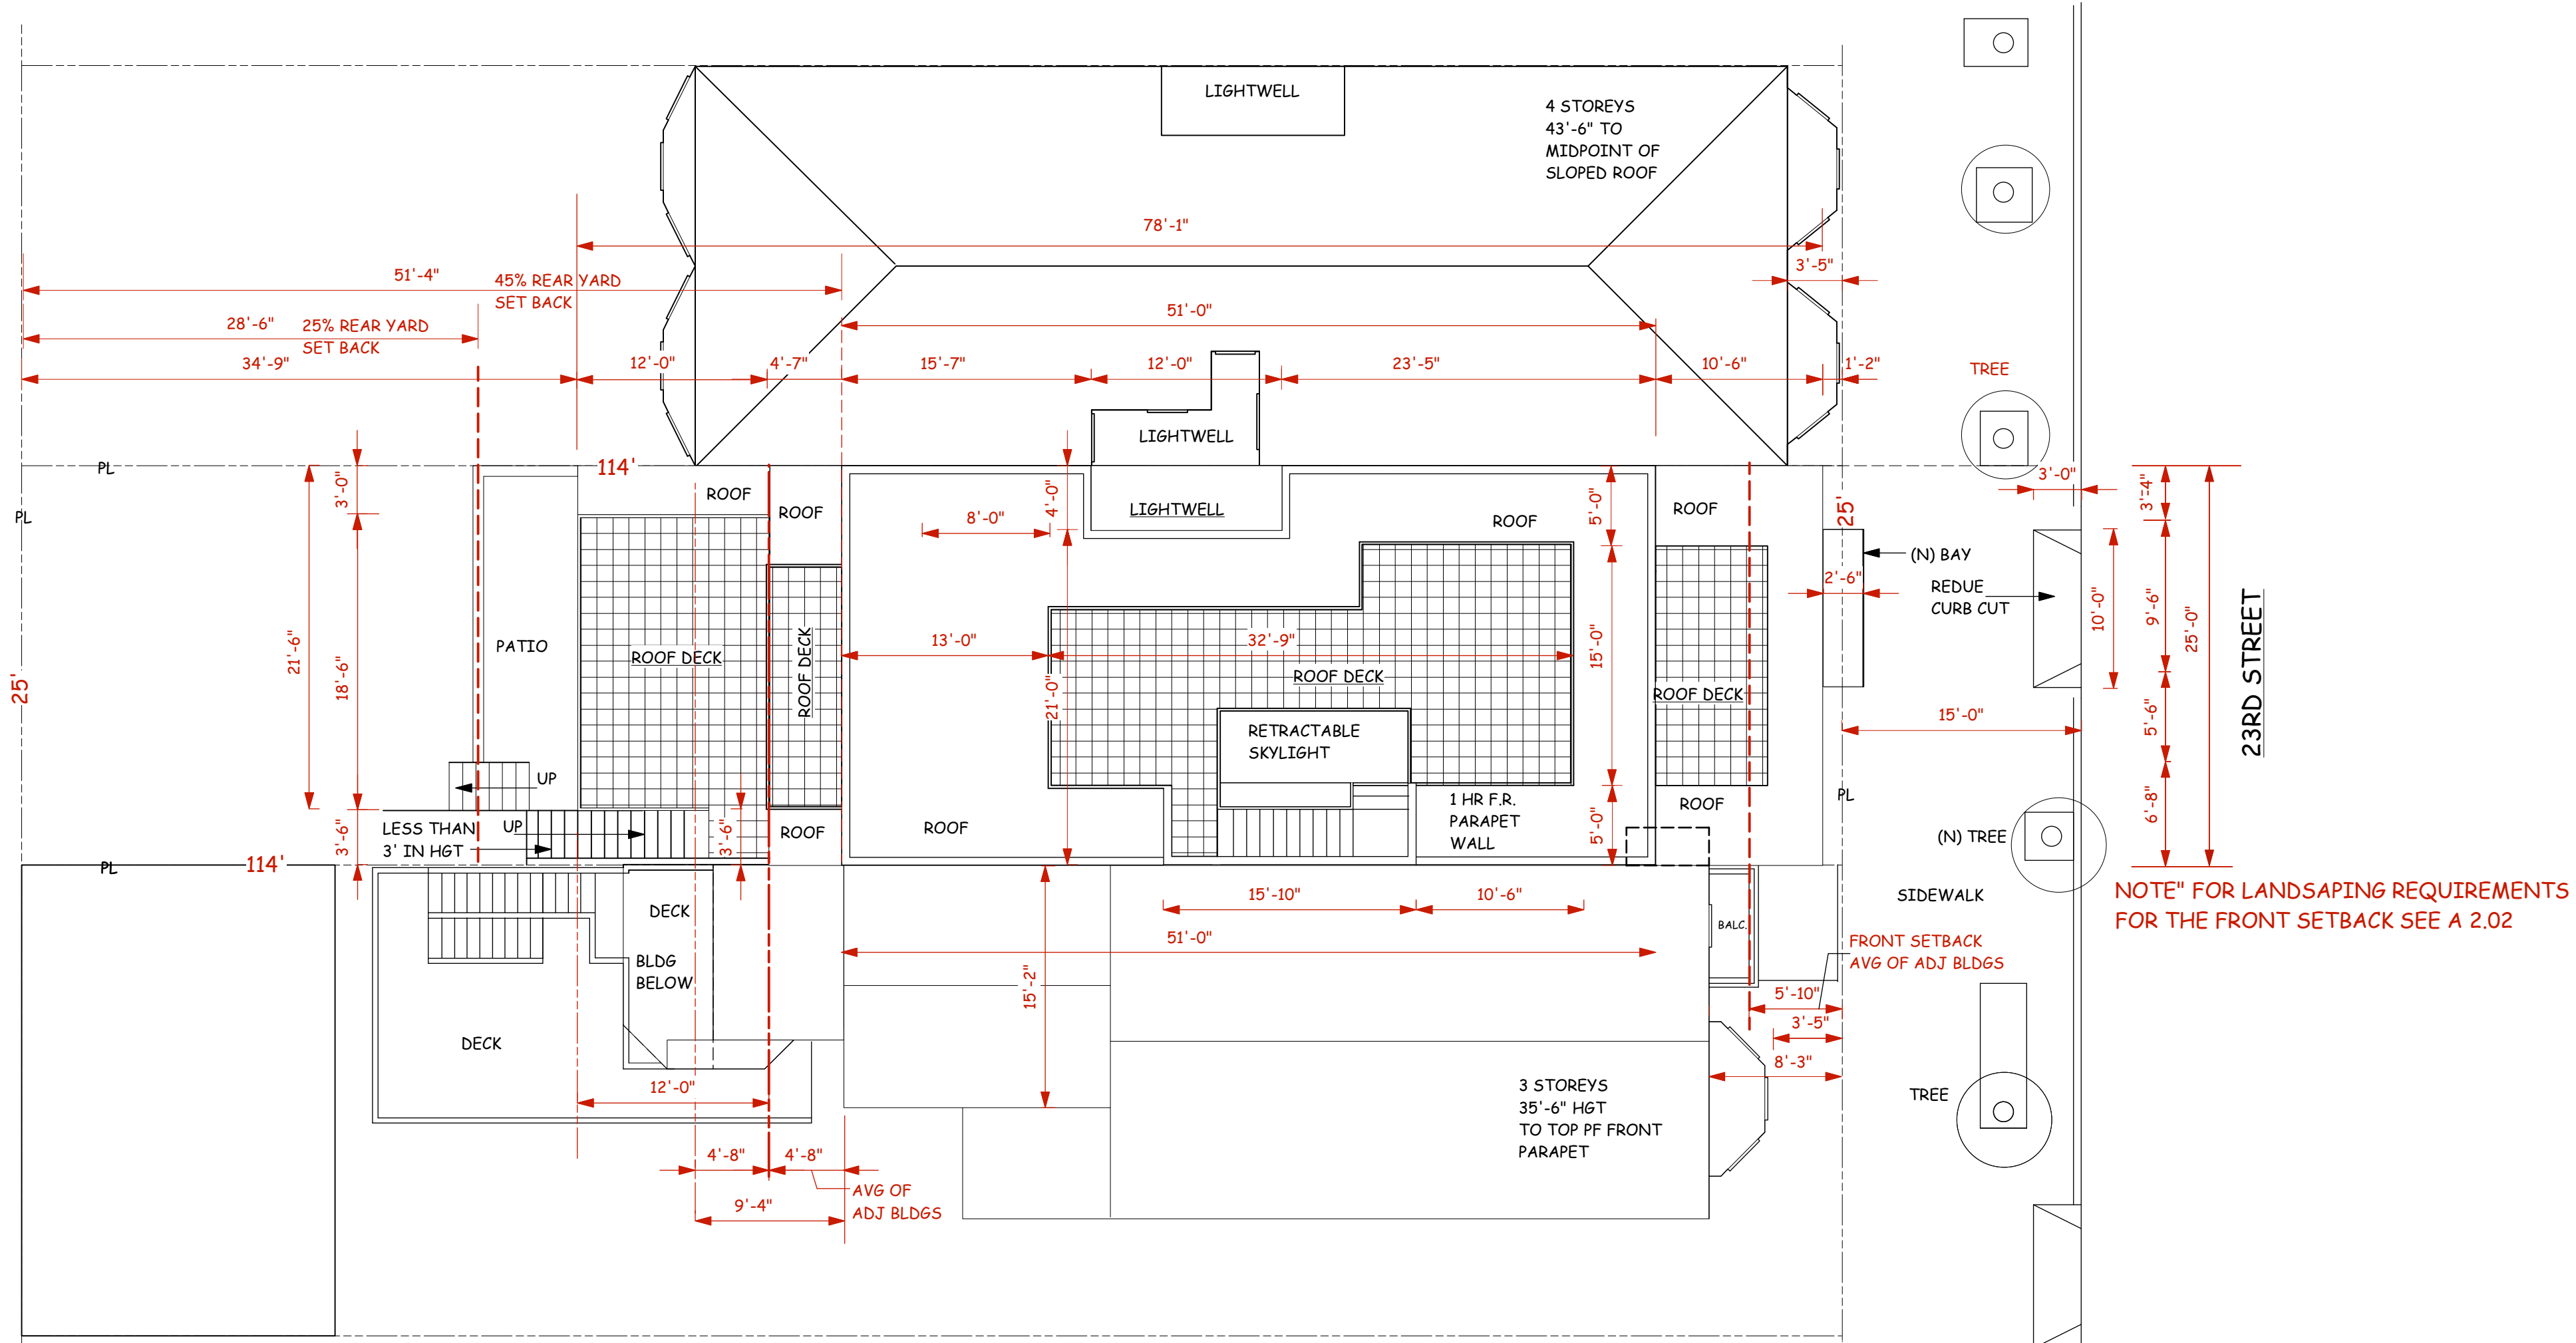 LIGHTWELL
4 STOREYS
43'-6" TO
MIDPOINT OF
SLOPED ROOF
78'-1"
3'-5"
51'-4"
45% REAR YARD
SET BACK
51'-0"
28'-6"
25% REAR YARD
SET BACK
34'-9"
12'-0"
4'-7"
15'-7"
12'-0"
23'-5"
10'-6"
1'-2"
TREE
LIGHTWELL
PL
114'
3'-0"
ROOF
ROOF
4'-0"
LIGHTWELL
8'-0"
ROOF
5'-0"
ROOF
25'
3'-0"
3'-4"
PL
(N) BAY
2'-6"
REDUE
CURB CUT
10'-0"
9'-6"
25'-0"
23RD STREET
21'-6"
18'-6"
PATIO
ROOF DECK
ROOF DECK
13'-0"
32'-9"
15'-0"
ROOF DECK
21'-0"
ROOF DECK
25'
15'-0"
5'-6"
RETRACTABLE
SKYLIGHT
UP
PL
6'-8"
ROOF
1 HR F.R.
PARAPET
WALL
5'-0"
LESS THAN
3' IN HGT
UP
3'-6"
3'-6"
ROOF
ROOF
(N) TREE
PL
114'
NOTE" FOR LANDSAPING REQUIREMENTS
FOR THE FRONT SETBACK SEE A 2.02
SIDEWALK
15'-10"
10'-6"
DECK
BALC.
51'-0"
FRONT SETBACK
AVG OF ADJ BLDGS
BLDG
BELOW
15'-2"
5'-10"
3'-5"
DECK
8'-3"
12'-0"
3 STOREYS
35'-6" HGT
TO TOP PF FRONT
PARAPET
TREE
4'-8"
4'-8"
AVG OF
ADJ BLDGS
9'-4"